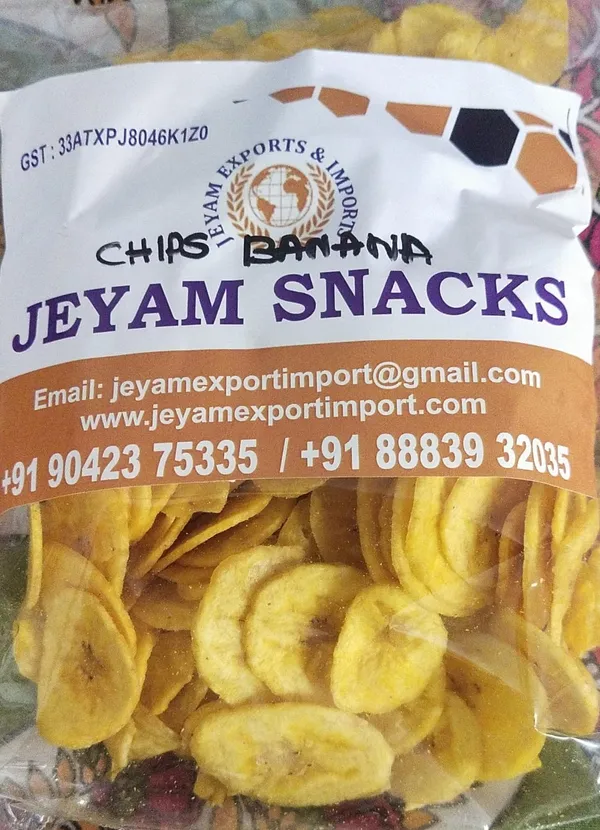 GST : 33ATXPJ8046K1Z0
JEYAM EXPORTS & IMPORTS
CHIPS BANANA
JEYAM SNACKS
Email: jeyamexportimport@gmail.com
www.jeyamexportimport.com
+91 90423 75335 / +91 88839 32035